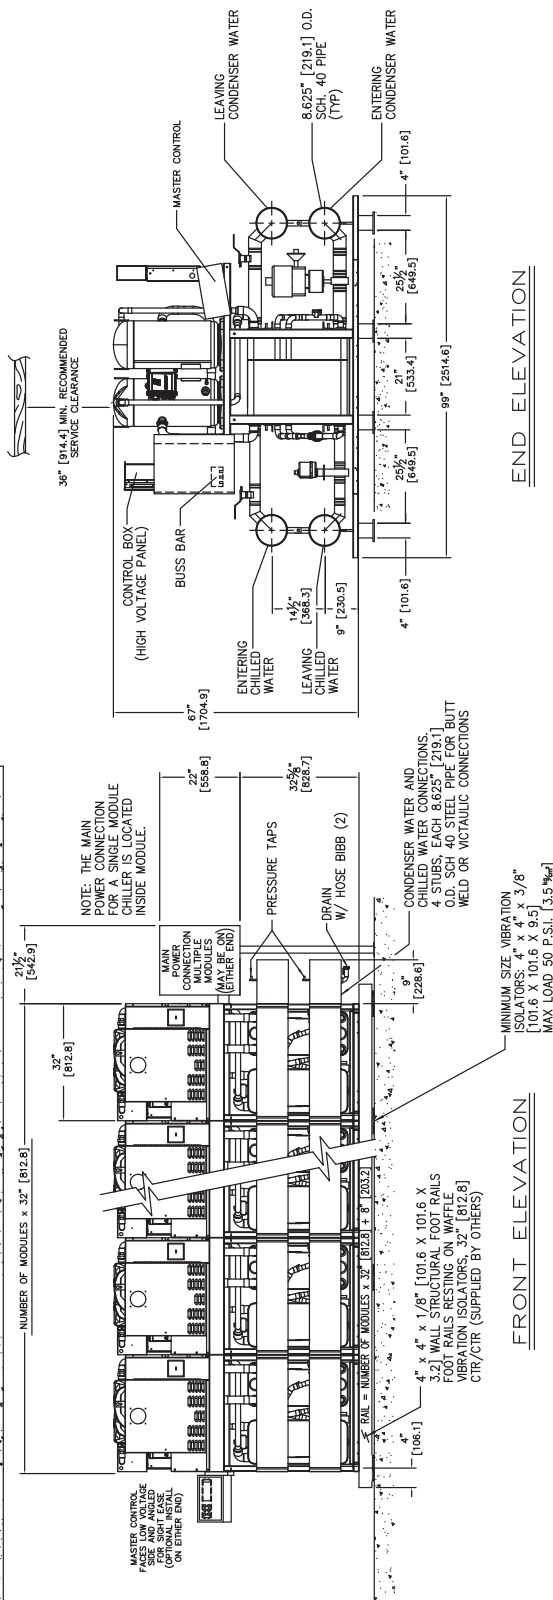 NUMBER OF MODULES x 32" [812.8]
21½"
[542.9]
32"
[812.8]
NOTE: THE MAIN
POWER CONNECTION
FOR A SINGLE MODULE
CHILLER IS LOCATED
INSIDE MODULE.
MASTER CONTROL
FACES LOW VOLTAGE
SIDE AND ANGLED
FOR SIGHT EASE
(OPTIONAL INSTALL
ON EITHER END)
MAIN
POWER
CONNECTION
MULTIPLE
MODULES
(MAY BE ON
EITHER END)
22"
[558.8]
32⅝"
[828.7]
PRESSURE TAPS
DRAIN
W/ HOSE BIBB (2)
CONDENSER WATER AND
CHILLED WATER CONNECTIONS.
4 STUBS, EACH 8.625" [219.1]
O.D. SCH 40 STEEL PIPE FOR BUTT
WELD OR VICTAULIC CONNECTIONS
9"
[228.6]
RAIL = NUMBER OF MODULES x 32" [812.8] + 8" [203.2]
4"
[106.1]
4" x 4" x 1/8" [101.6 X 101.6 X
3.2] WALL STRUCTURAL FOOT RAILS
FOOT RAILS RESTING ON WAFFLE
VIBRATION ISOLATORS, 32" [812.8]
CTR/CTR (SUPPLIED BY OTHERS)
MINIMUM SIZE VIBRATION
ISOLATORS: 4" x 4" x 3/8"
[101.6 X 101.6 X 9.5]
MAX LOAD 50 P.S.I. [3.5
FRONT ELEVATION
36" [914.4] MIN. RECOMMENDED
SERVICE CLEARANCE
CONTROL BOX
(HIGH VOLTAGE PANEL)
BUSS BAR
MASTER CONTROL
LEAVING
CONDENSER WATER
8.625" [219.1] O.D.
SCH. 40 PIPE
(TYP)
ENTERING
CONDENSER WATER
67"
[1704.9]
ENTERING
CHILLED
WATER
LEAVING
CHILLED
WATER
14½"
[368.3]
9" [230.5]
4" [101.6]
25½"
[649.5]
21"
[533.4]
25½"
[649.5]
4" [101.6]
99" [2514.6]
END ELEVATION